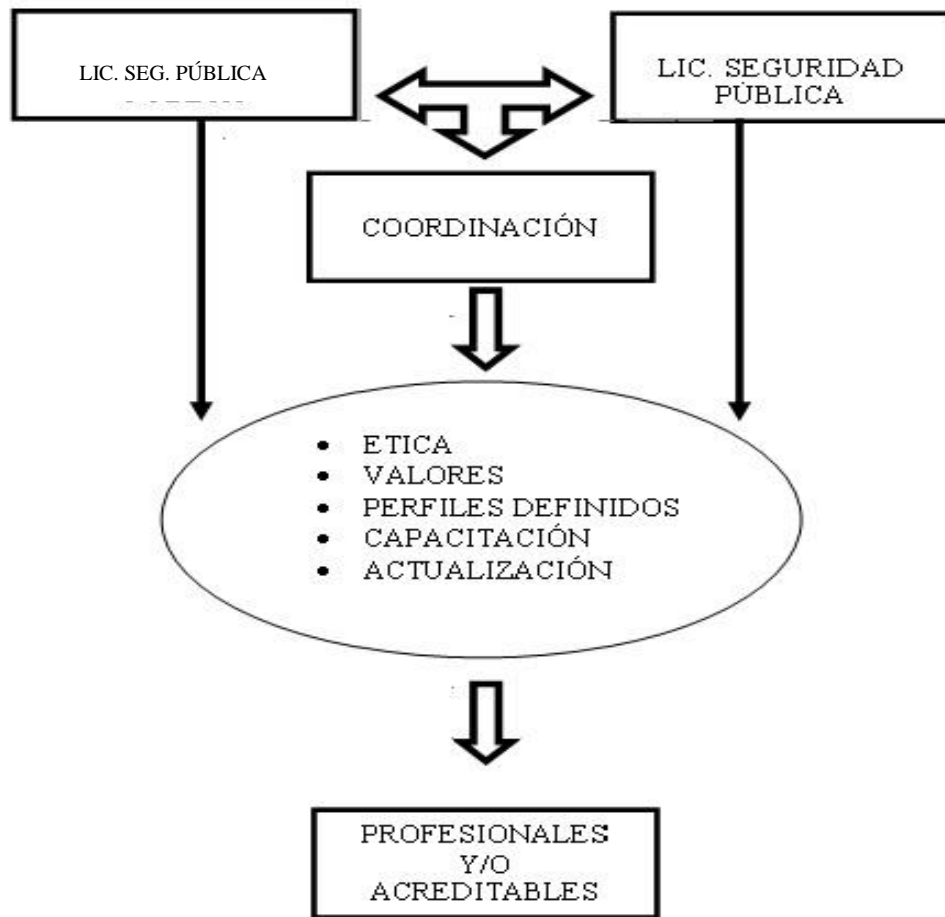 LIC. SEG. PÚBLICA
LIC. SEGURIDAD
PÚBLICA
COORDINACIÓN
• ETICA
• VALORES
• PERFILES DEFINIDOS
• CAPACITACIÓN
• ACTUALIZACIÓN
PROFESIONALES
Y/O
ACREDITABLES